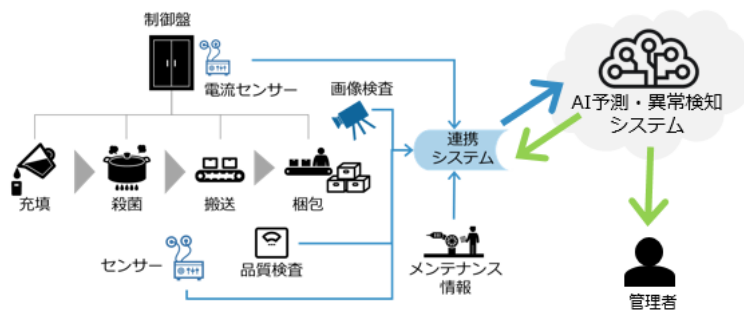 制御盤
電流センサー
画像検査
AI予測・異常検知
システム
連携
システム
充填
殺菌
搬送
梱包
センサー
品質検査
メンテナンス
情報
管理者